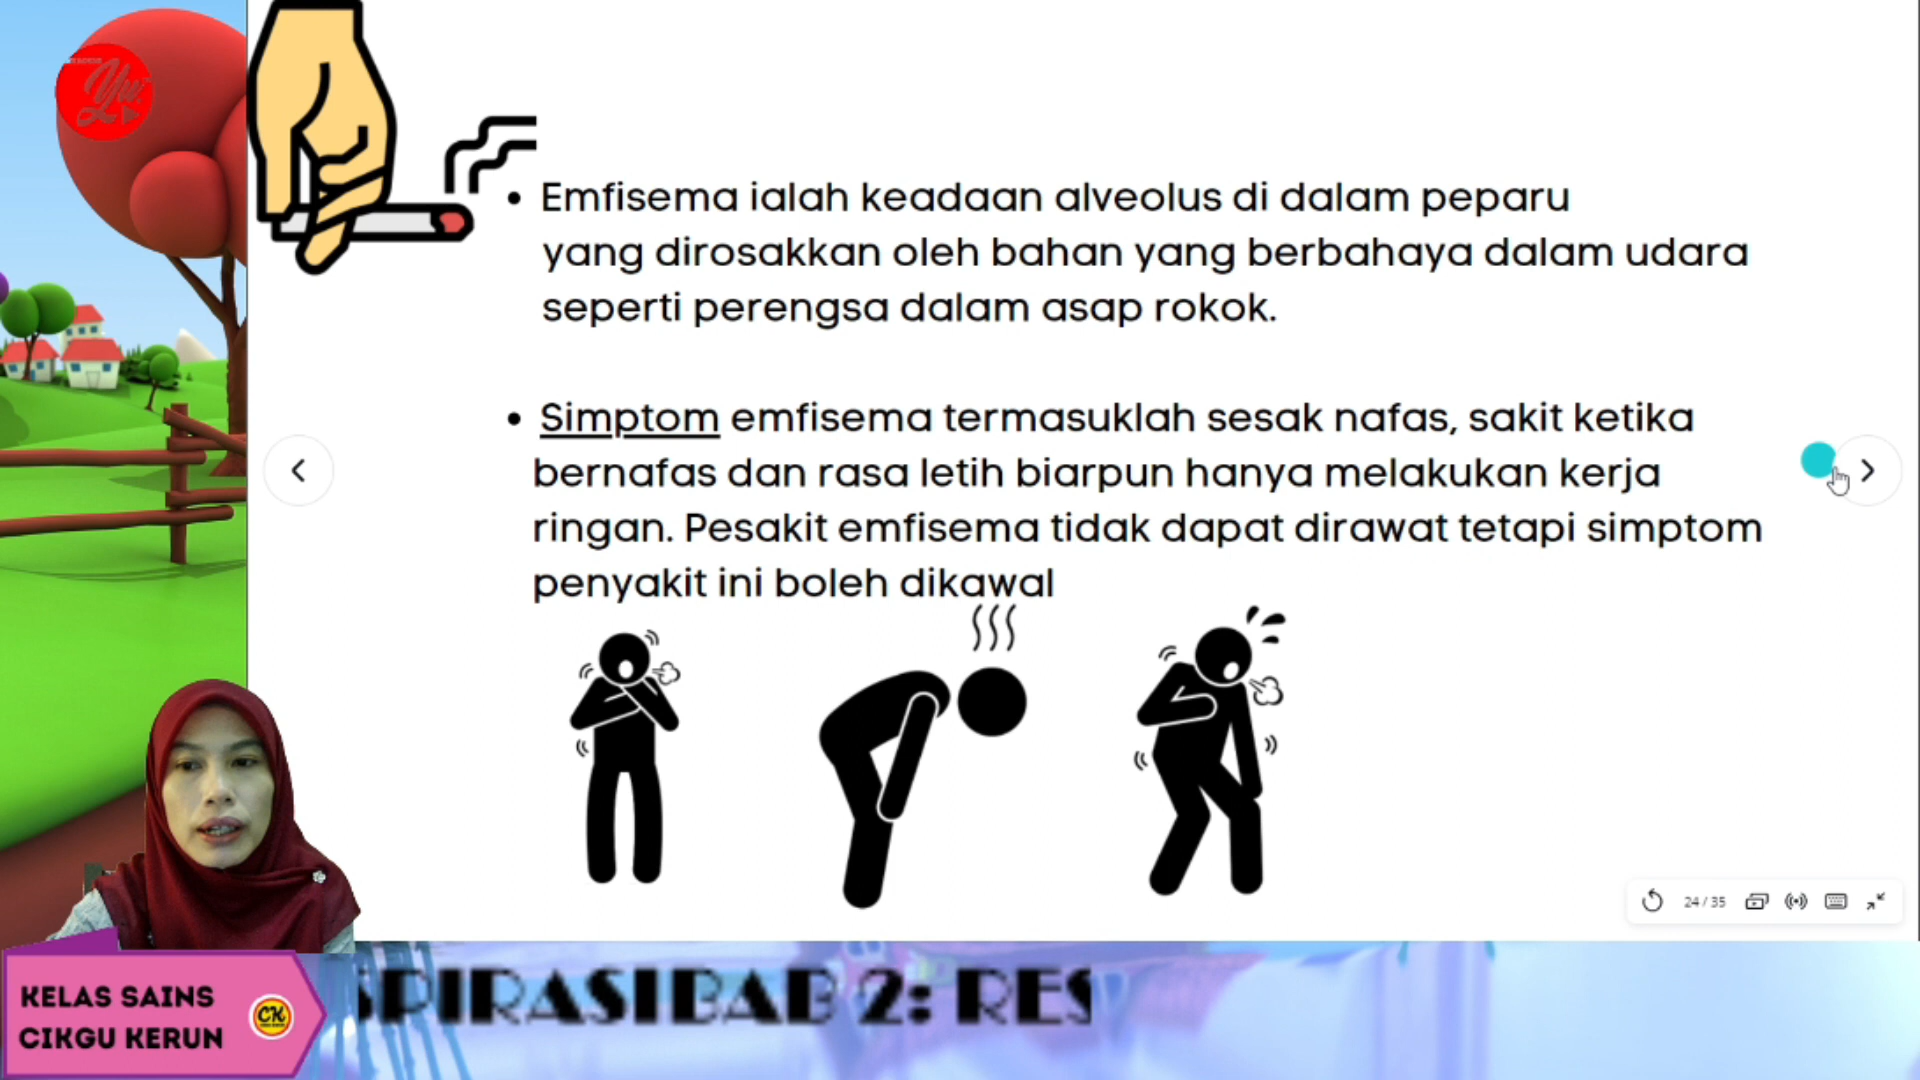 Emfisema ialah keadaan alveolus di dalam peparu
yang dirosakkan oleh bahan yang berbahaya dalam udara
seperti perengsa dalam asap rokok.
Simptom emfisema termasuklah sesak nafas, sakit ketika
bernafas dan rasa letih biarpun hanya melakukan kerja
ringan. Pesakit emfisema tidak dapat dirawat tetapi simptom
penyakit ini boleh dikawal
24 / 35
KELAS SAINS
CIKGU KERUN
CK
SPIRASI BAB 2: RES